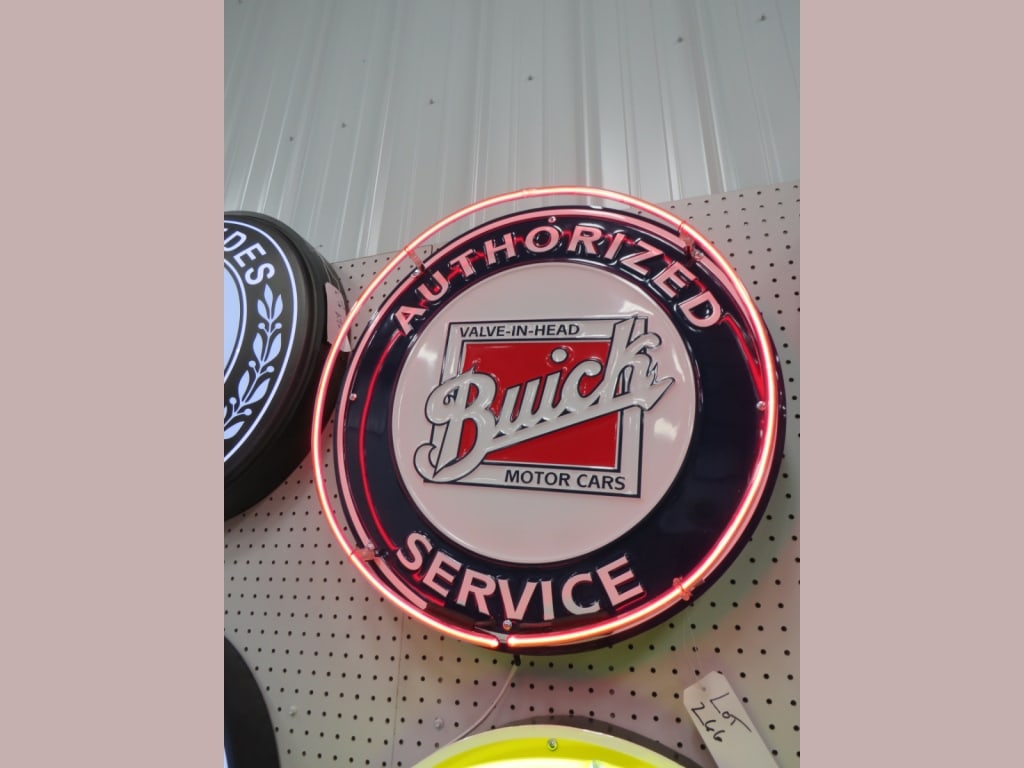 AUTHORIZED
VALVE-IN-HEAD
Buick
MOTOR CARS
SERVICE
LOT
266